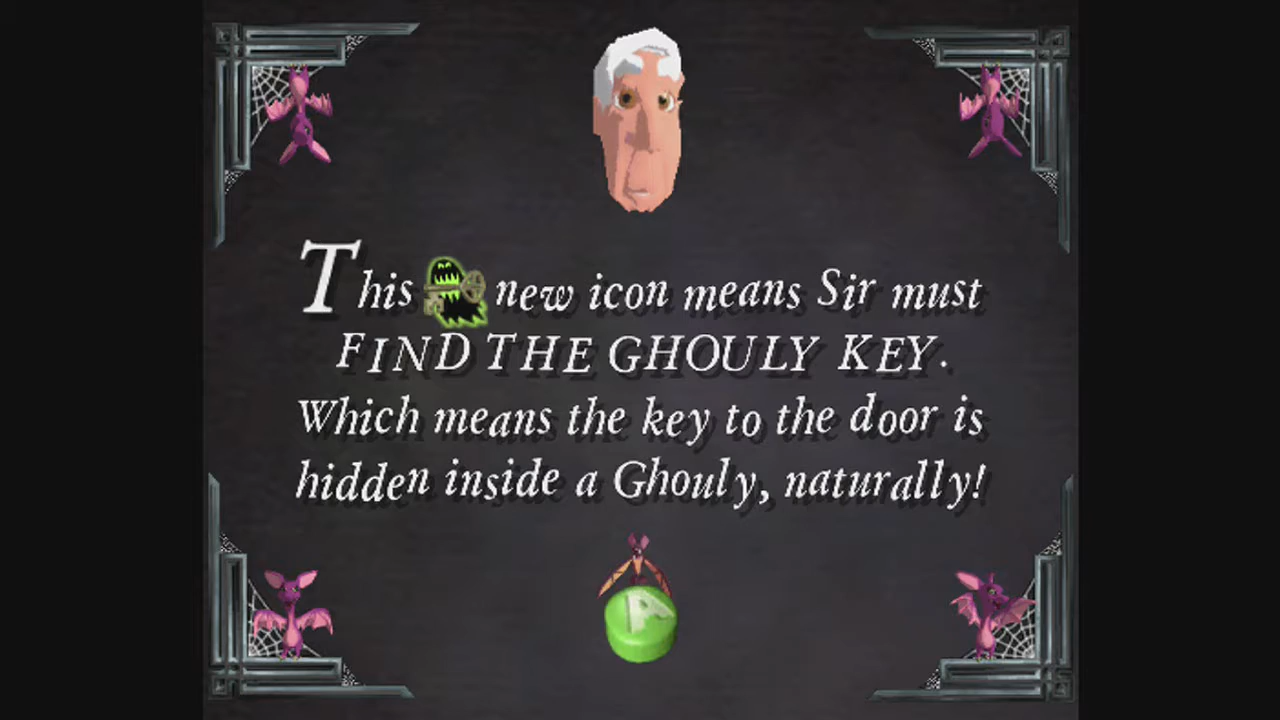 This new icon means Sir must
FIND THE GHOULY KEY.
Which means the key to the door is
hidden inside a Ghouly, naturally!
A